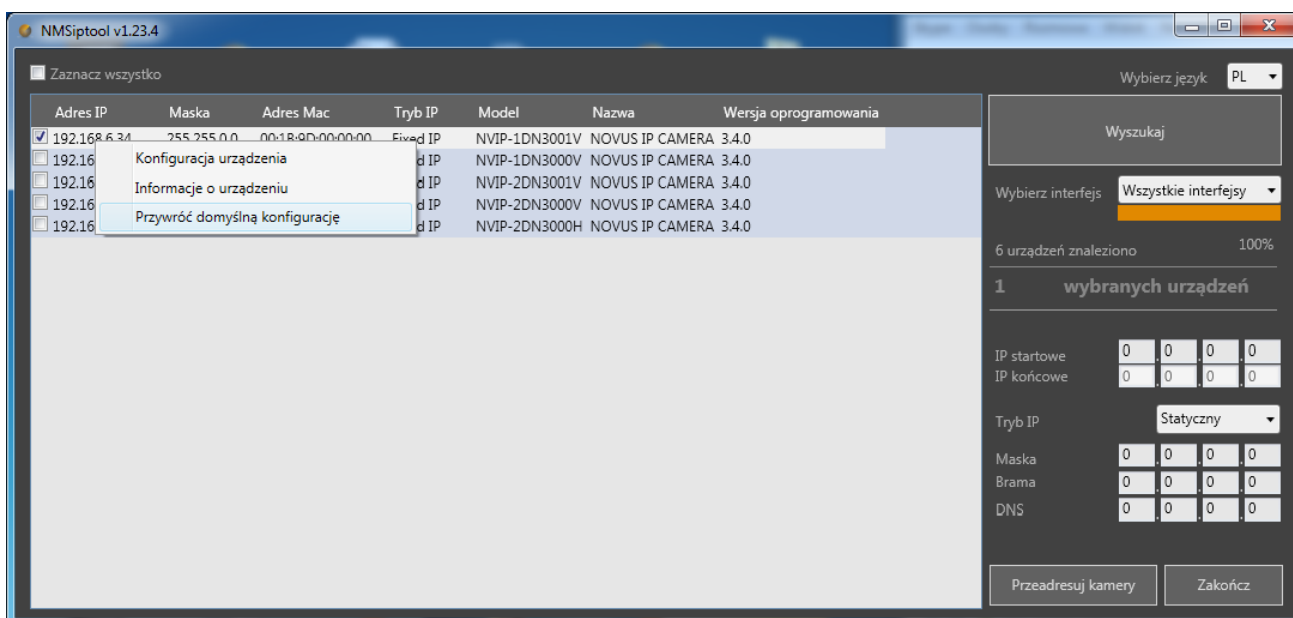 NMSiptool v1.23.4
Zaznacz wszystko
Wybierz język PL
Adres IP Maska Adres Mac Tryb IP Model Nazwa Wersja oprogramowania
Wyszukaj
192.168.6.34 255.255.0.0 00:1B:9D:00:00:00 Fixed IP NVIP-1DN3001V NOVUS IP CAMERA 3.4.0
192.16 d IP NVIP-1DN3000V NOVUS IP CAMERA 3.4.0
192.16 d IP NVIP-2DN3001V NOVUS IP CAMERA 3.4.0
192.16 d IP NVIP-2DN3000V NOVUS IP CAMERA 3.4.0
192.16 d IP NVIP-2DN3000H NOVUS IP CAMERA 3.4.0
Konfiguracja urządzenia
Informacje o urządzeniu
Przywróć domyślną konfigurację
Wybierz interfejs Wszystkie interfejsy
6 urządzeń znaleziono 100%
1 wybranych urządzeń
IP startowe 0 . 0 . 0 . 0
IP końcowe 0 . 0 . 0 . 0
Tryb IP Statyczny
Maska 0 . 0 . 0 . 0
Brama 0 . 0 . 0 . 0
DNS 0 . 0 . 0 . 0
Przeadresuj kamery Zakończ